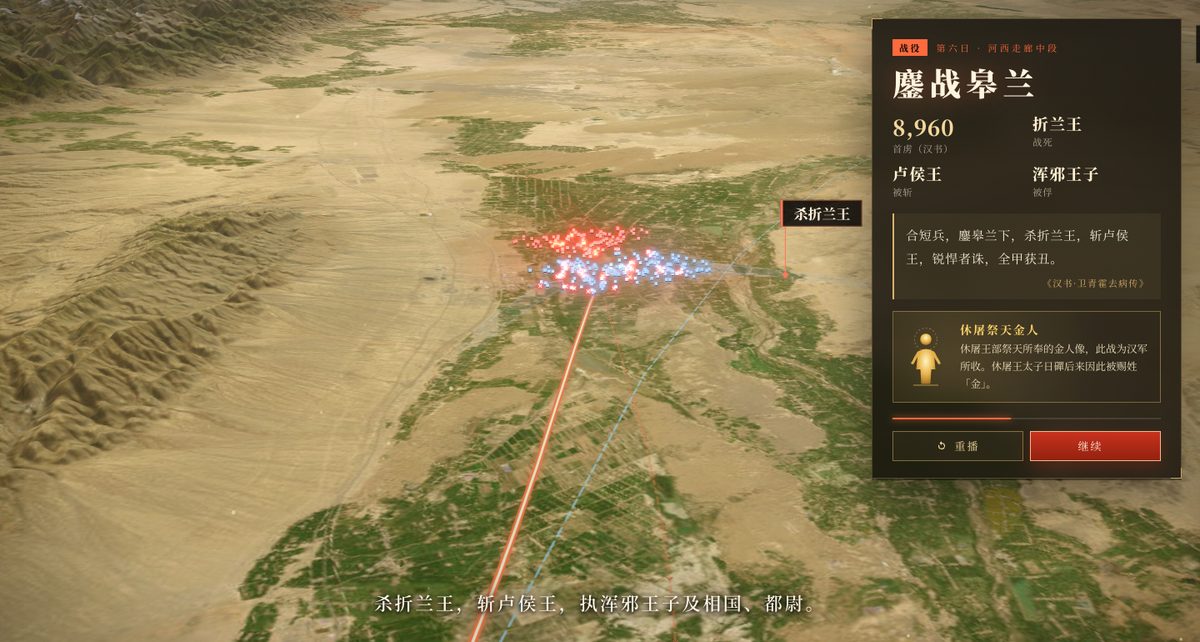 战役 第六日 · 河西走廊中段
鏖战皋兰
8,960
首虏（汉书）
折兰王
战死
卢侯王
被斩
浑邪王子
被俘
杀折兰王
合短兵，鏖皋兰下，杀折兰王，斩卢侯
王，锐悍者诛，全甲获丑。
《汉书·卫青霍去病传》
休屠祭天金人
休屠王部祭天所奉的金人像，此战为汉军
所收。休屠王太子日磾后来因此被赐姓
「金」。
重播
继续
杀折兰王，斩卢侯王，执浑邪王子及相国、都尉。